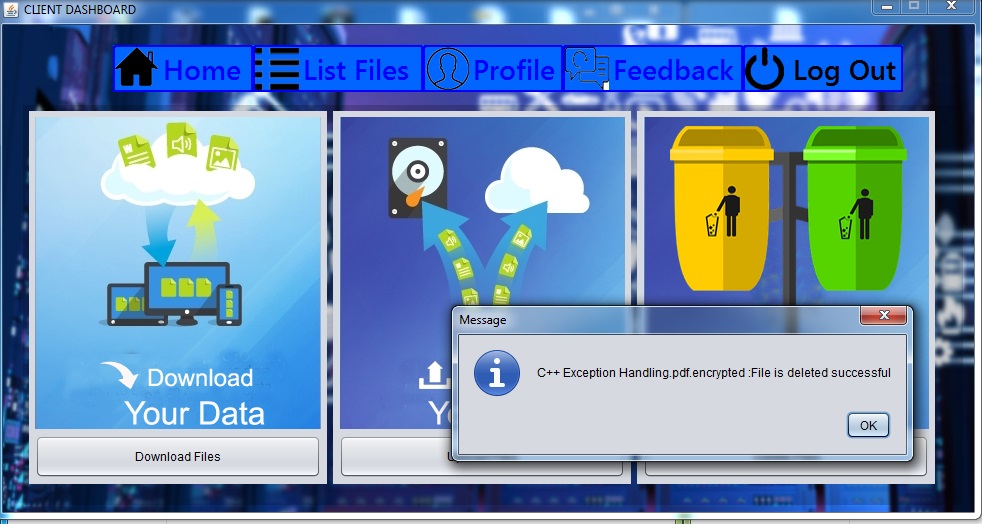 CLIENT DASHBOARD
Home List Files Profile Feedback Log Out
Download
Your Data
Message
C++ Exception Handling.pdf.encrypted :File is deleted successful
OK
Download Files